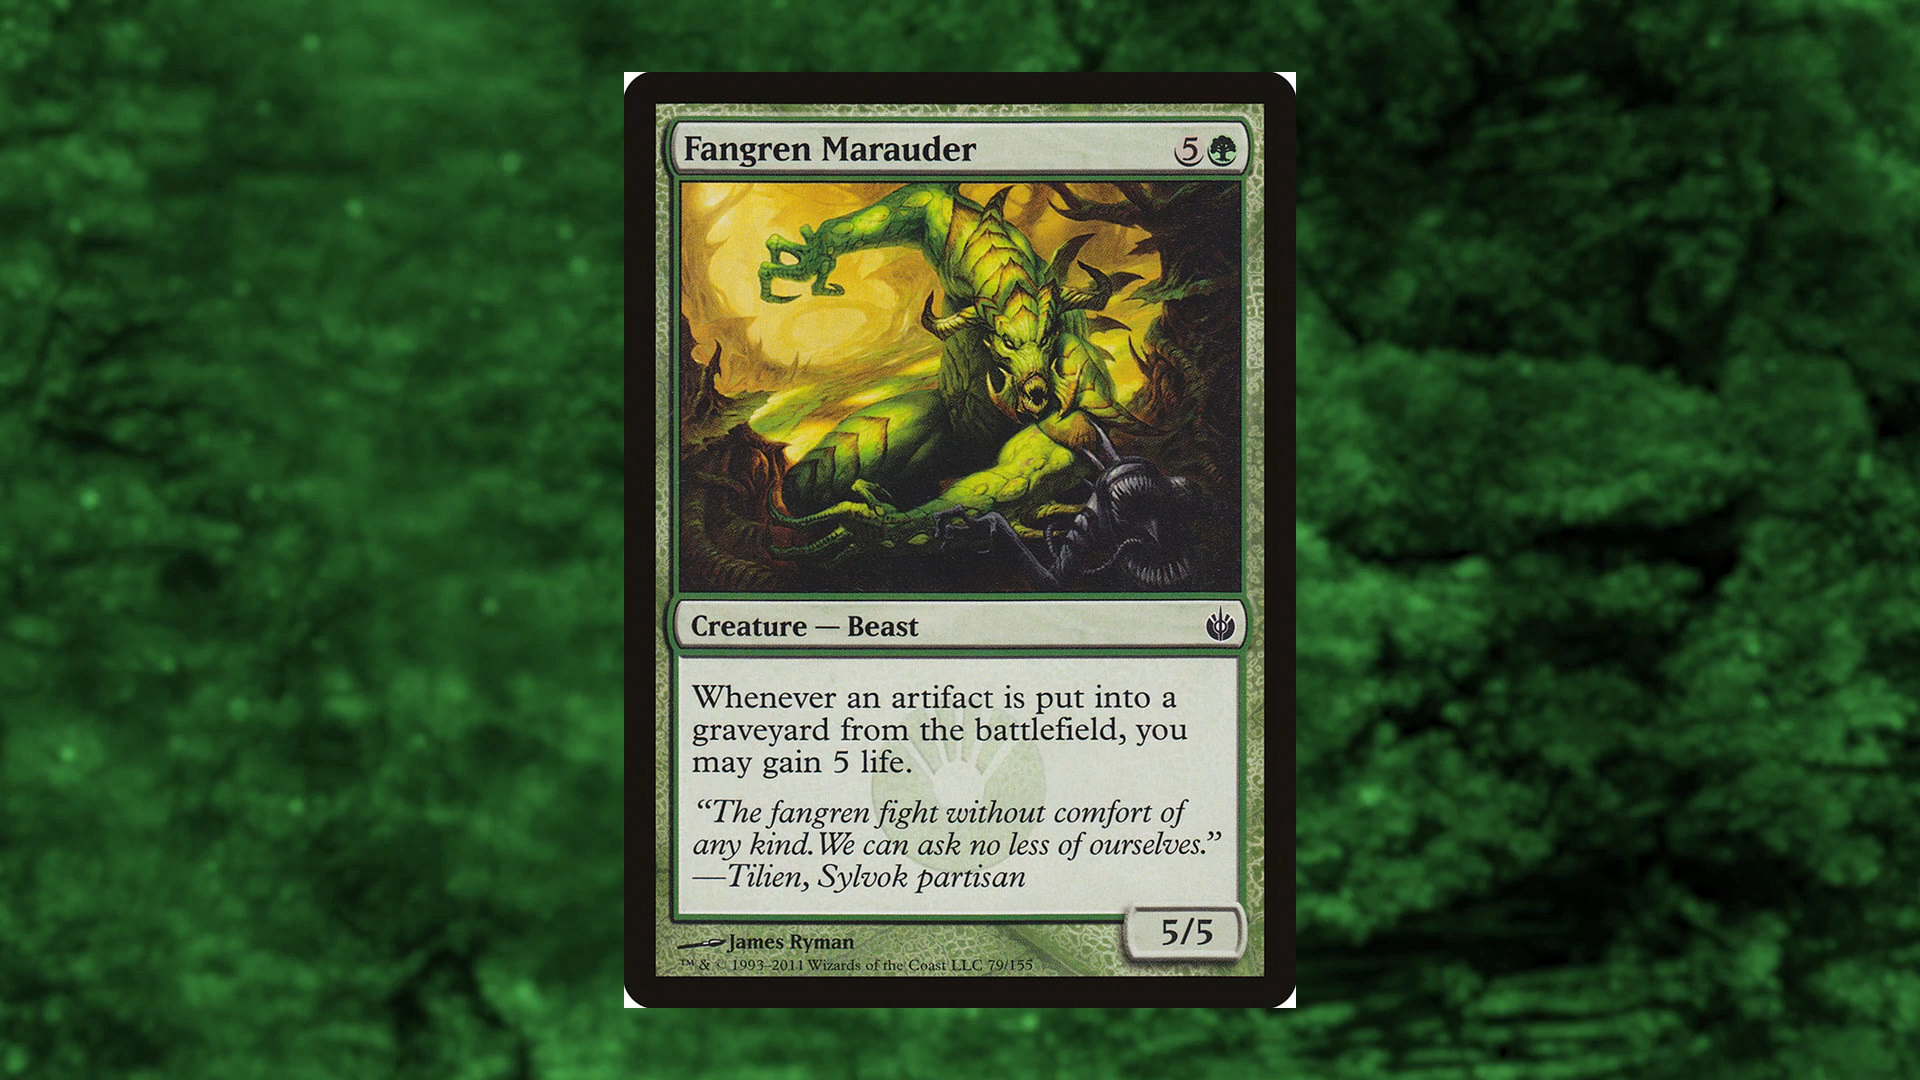 Fangren Marauder 5
Creature — Beast
Whenever an artifact is put into a
graveyard from the battlefield, you
may gain 5 life.
“The fangren fight without comfort of
any kind. We can ask no less of ourselves.”
—Tilien, Sylvok partisan
5/5
James Ryman
™ & © 1993–2011 Wizards of the Coast LLC 79/155